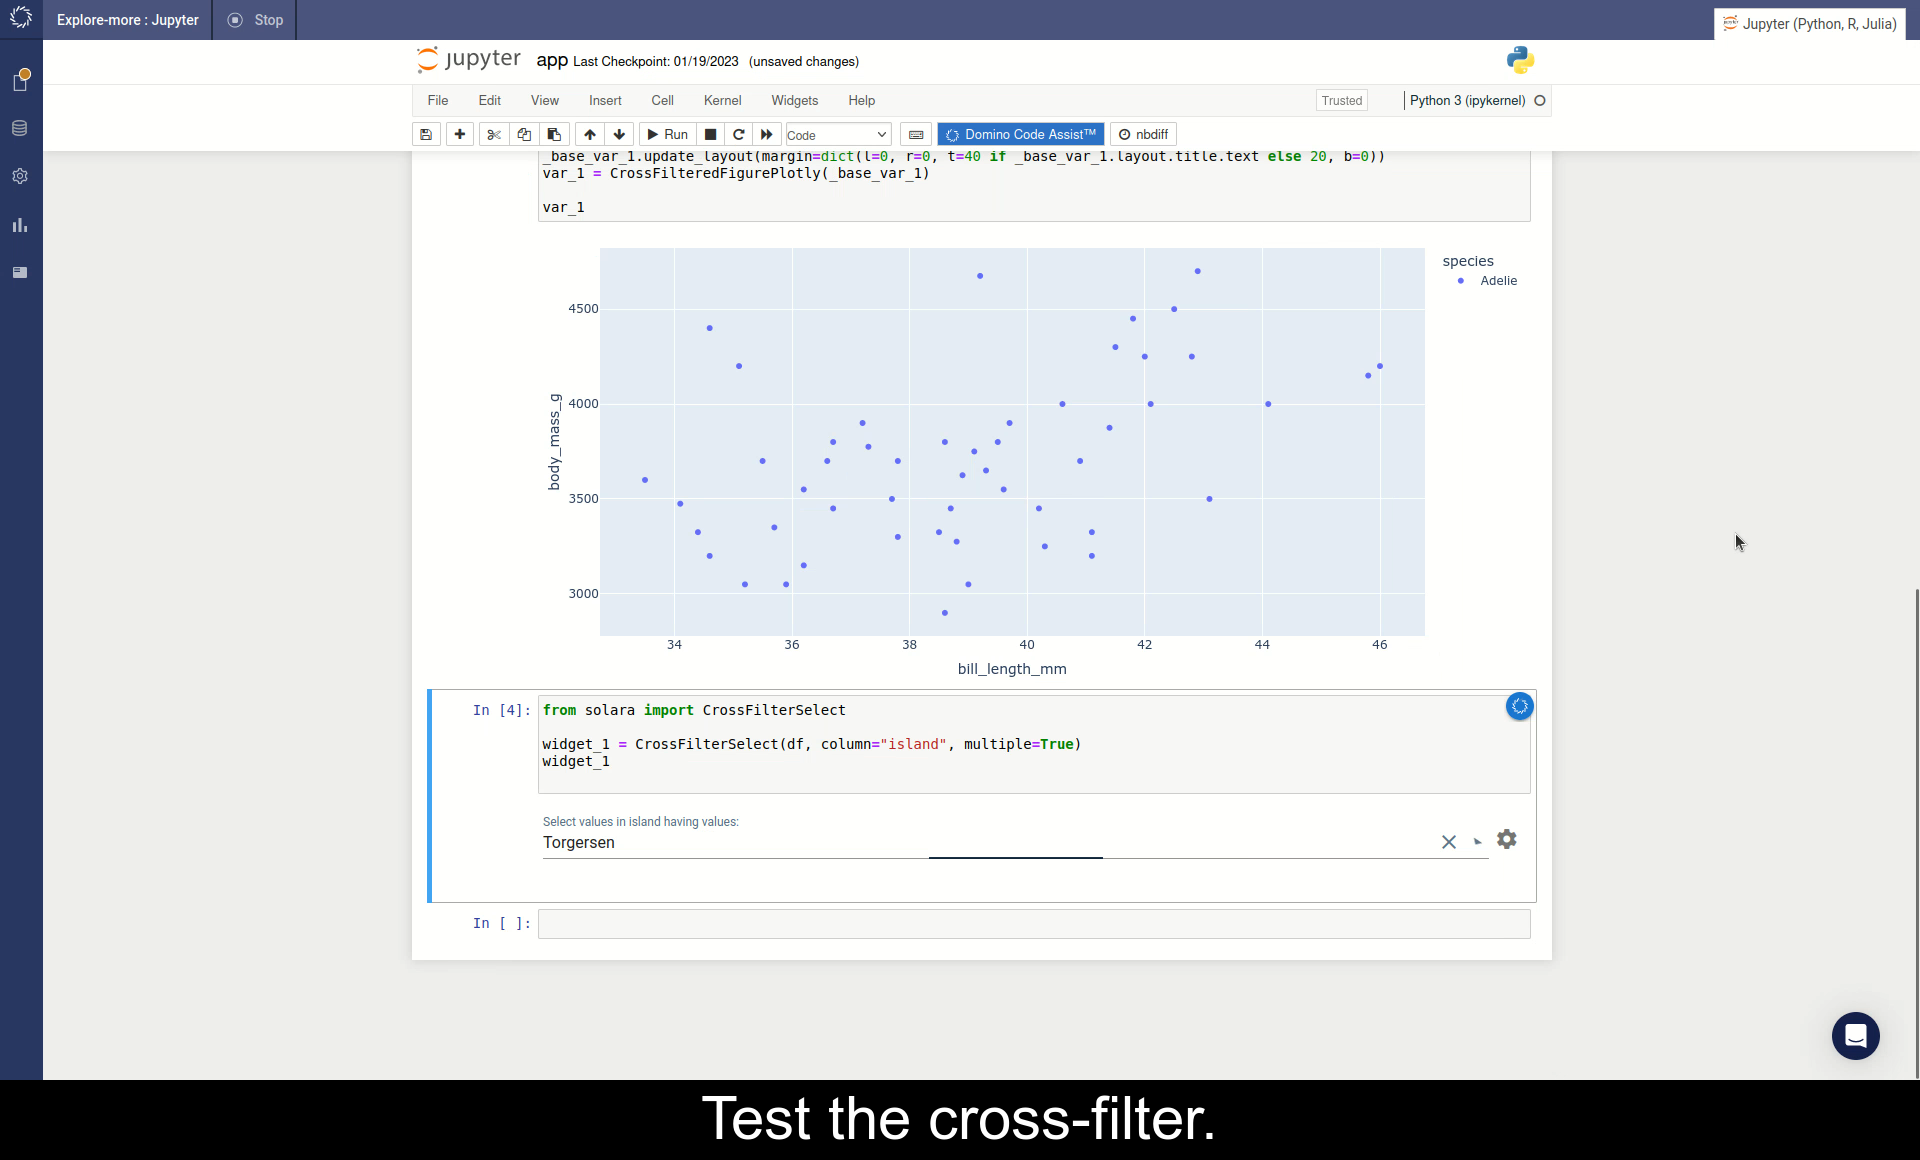 Explore-more : Jupyter
Stop
Jupyter (Python, R, Julia)
jupyter app Last Checkpoint: 01/19/2023 (unsaved changes)
File Edit View Insert Cell Kernel Widgets Help
Trusted
Python 3 (ipykernel)
Run
Code
Domino Code Assist™
nbdiff
_base_var_1.update_layout(margin=dict(l=0, r=0, t=40 if _base_var_1.layout.title.text else 20, b=0))
var_1 = CrossFilteredFigurePlotly(_base_var_1)
var_1
species
Adelie
4500
4000
3500
3000
body_mass_g
34 36 38 40 42 44 46
bill_length_mm
In [4]:
from solara import CrossFilterSelect
widget_1 = CrossFilterSelect(df, column="island", multiple=True)
widget_1
Select values in island having values:
Torgersen
In [ ]:
Test the cross-filter.